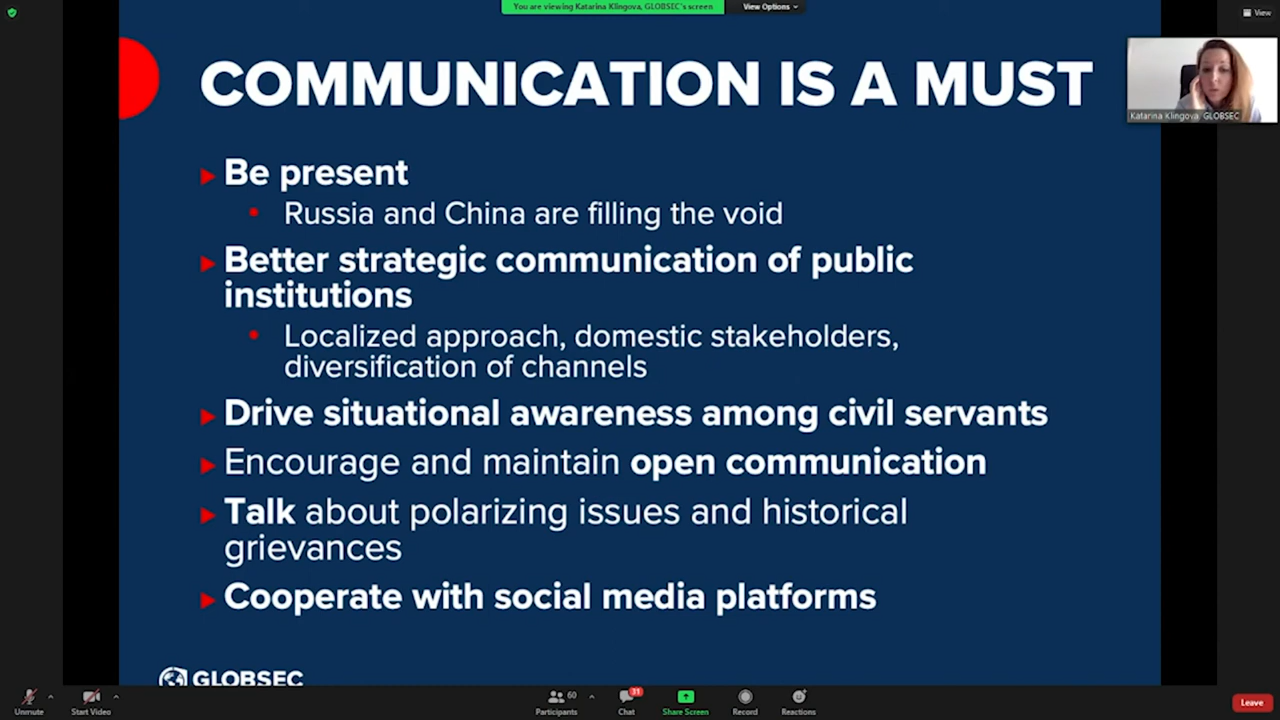 You are viewing Katarina Klingova, GLOBSEC's screen
View Options
View
COMMUNICATION IS A MUST
Katarina Klingova, GLOBSEC
Be present
Russia and China are filling the void
Better strategic communication of public
institutions
Localized approach, domestic stakeholders,
diversification of channels
Drive situational awareness among civil servants
Encourage and maintain open communication
Talk about polarizing issues and historical
grievances
Cooperate with social media platforms
GLOBSEC
Unmute
Start Video
60
Participants
31
Chat
Share Screen
Record
Reactions
Leave